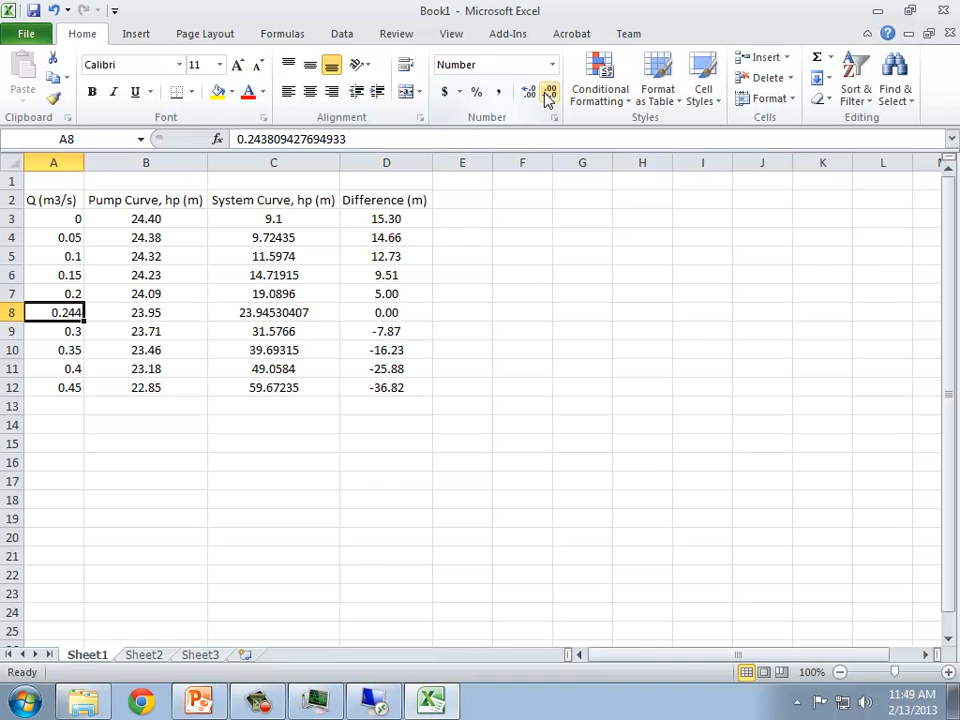 Book1 - Microsoft Excel
File Home Insert Page Layout Formulas Data Review View Add-Ins Acrobat Team
Calibri 11 Number Insert Σ
Paste $ % , Conditional Formatting Format as Table Cell Styles Delete Sort & Filter Find & Select
B I U A Format
Clipboard Font Alignment Number Styles Cells Editing
A8 fx 0.243809427694933
A B C D E F G H I J K L
1
2 Q (m3/s) Pump Curve, hp (m) System Curve, hp (m) Difference (m)
3 0 24.40 9.1 15.30
4 0.05 24.38 9.72435 14.66
5 0.1 24.32 11.5974 12.73
6 0.15 24.23 14.71915 9.51
7 0.2 24.09 19.0896 5.00
8 0.244 23.95 23.94530407 0.00
9 0.3 23.71 31.5766 -7.87
10 0.35 23.46 39.69315 -16.23
11 0.4 23.18 49.0584 -25.88
12 0.45 22.85 59.67235 -36.82
13
14
15
16
17
18
19
20
21
22
23
24
25
Sheet1 Sheet2 Sheet3
Ready 100%
11:49 AM
2/13/2013